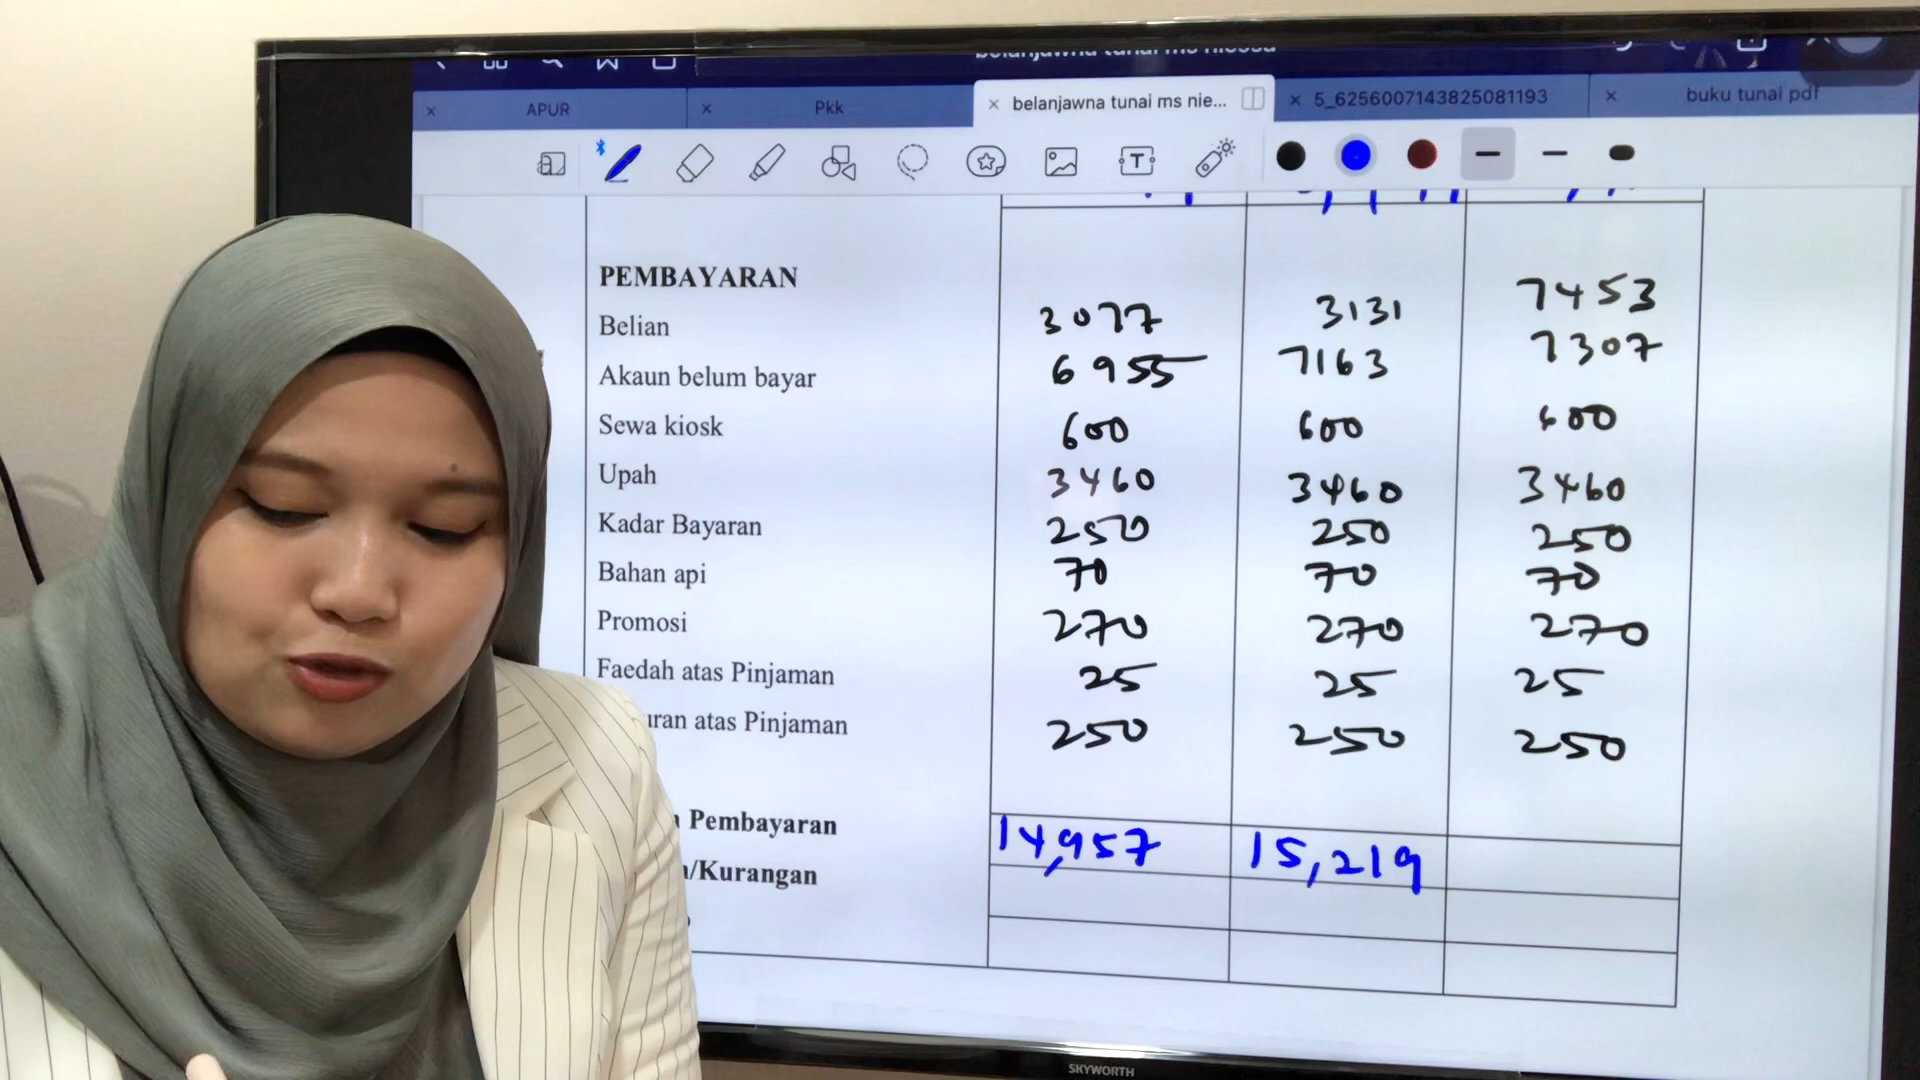 APUR Pkk belanjawna tunai ms nie... 5_6256007143825081193 buku tunai pdf
T
PEMBAYARAN
Belian 3077 3131 7453
Akaun belum bayar 6955 7163 7307
Sewa kiosk 600 600 600
Upah 3460 3460 3460
Kadar Bayaran 250 250 250
Bahan api 70 70 70
Promosi 270 270 270
Faedah atas Pinjaman 25 25 25
uran atas Pinjaman 250 250 250
Pembayaran 14,957 15,219
/Kurangan
SKYWORTH